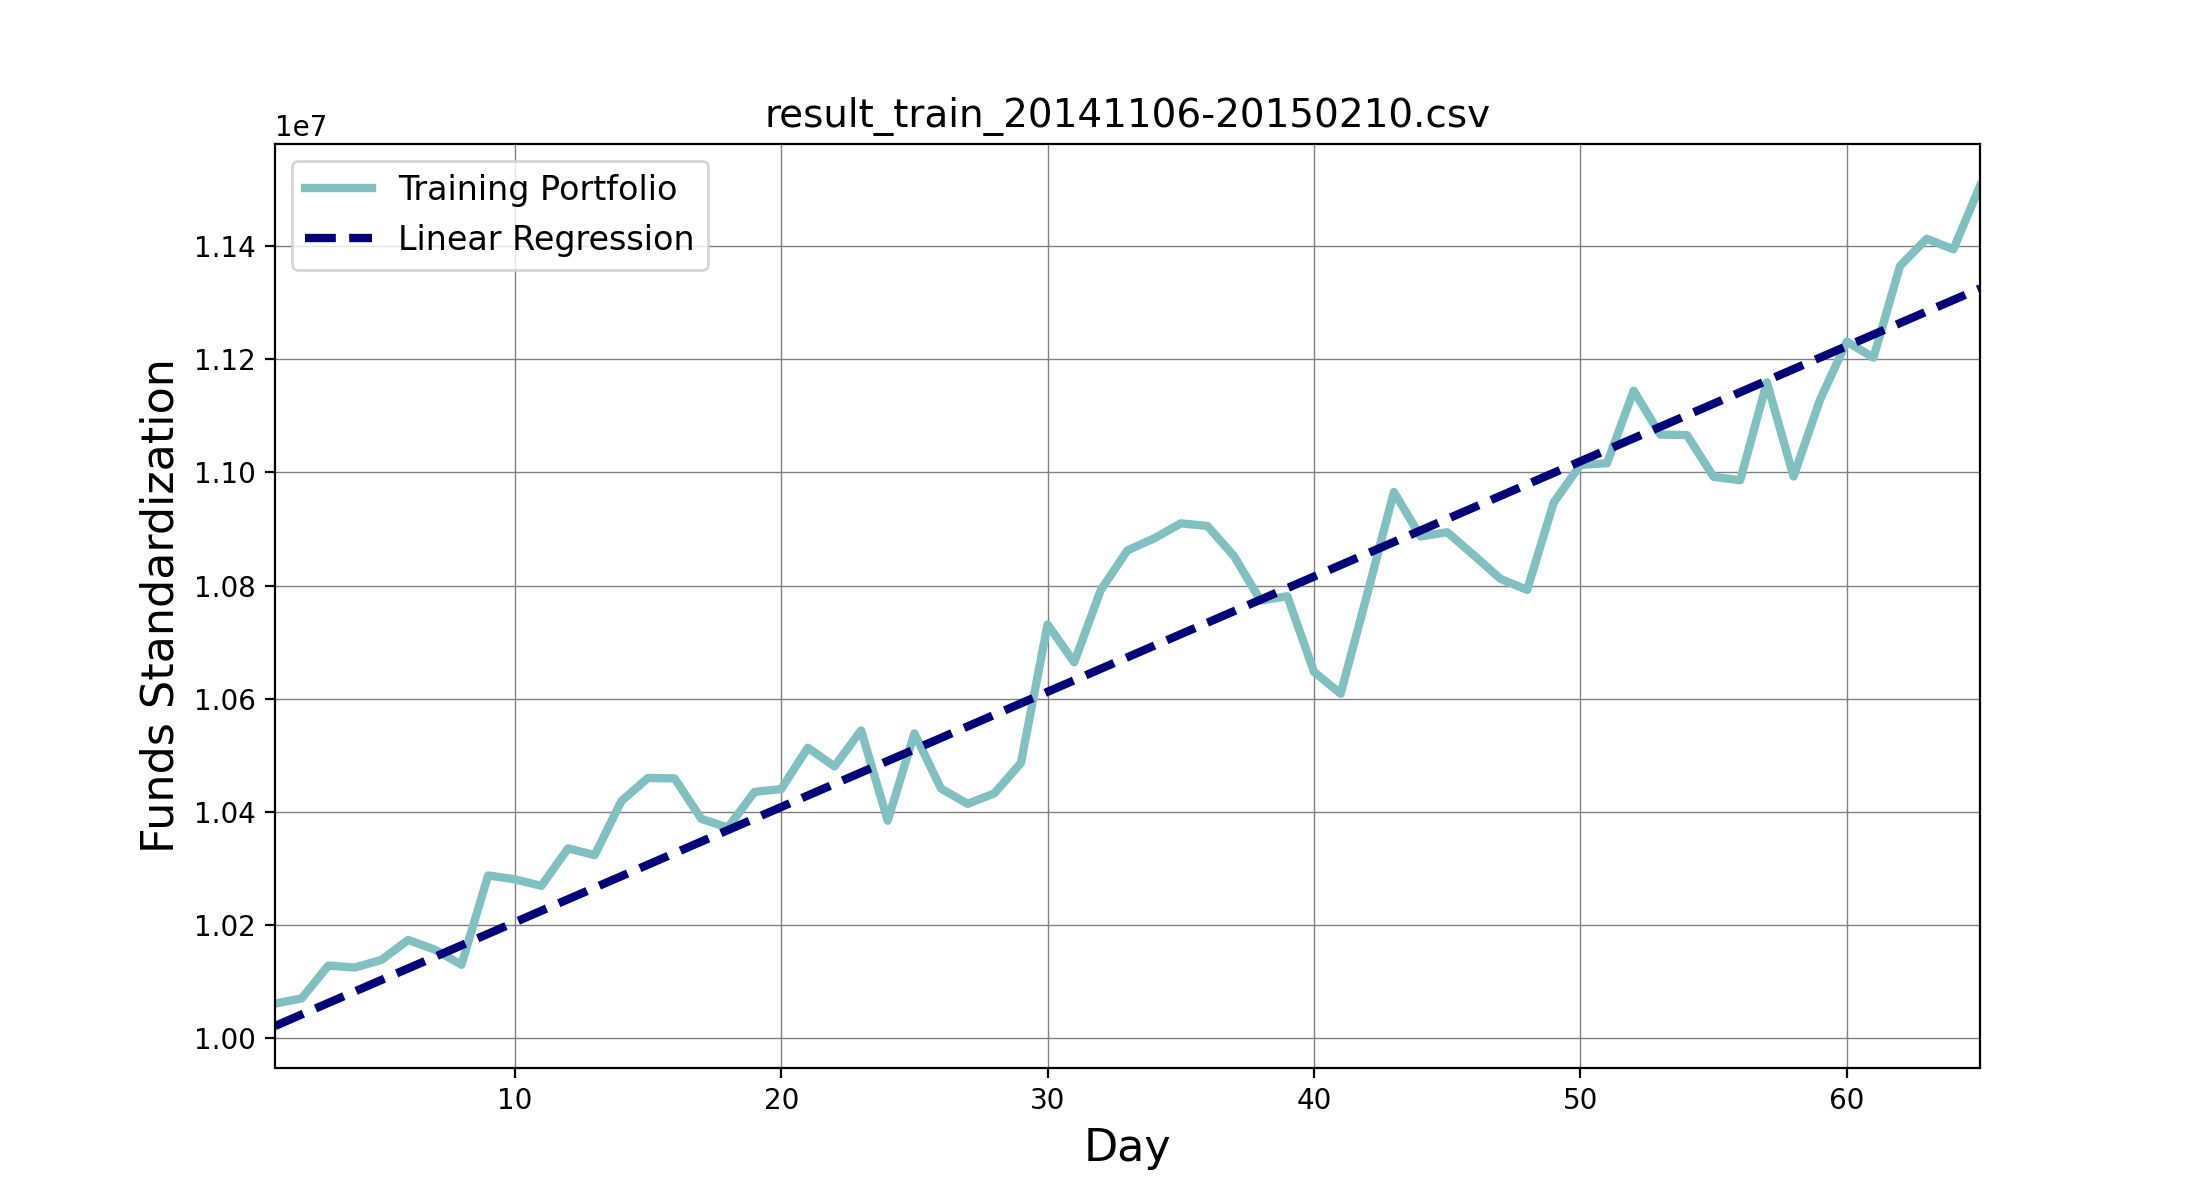 result_train_20141106-20150210.csv
1e7
Training Portfolio
Linear Regression
1.14
1.12
1.10
1.08
1.06
1.04
1.02
1.00
Funds Standardization
10 20 30 40 50 60
Day